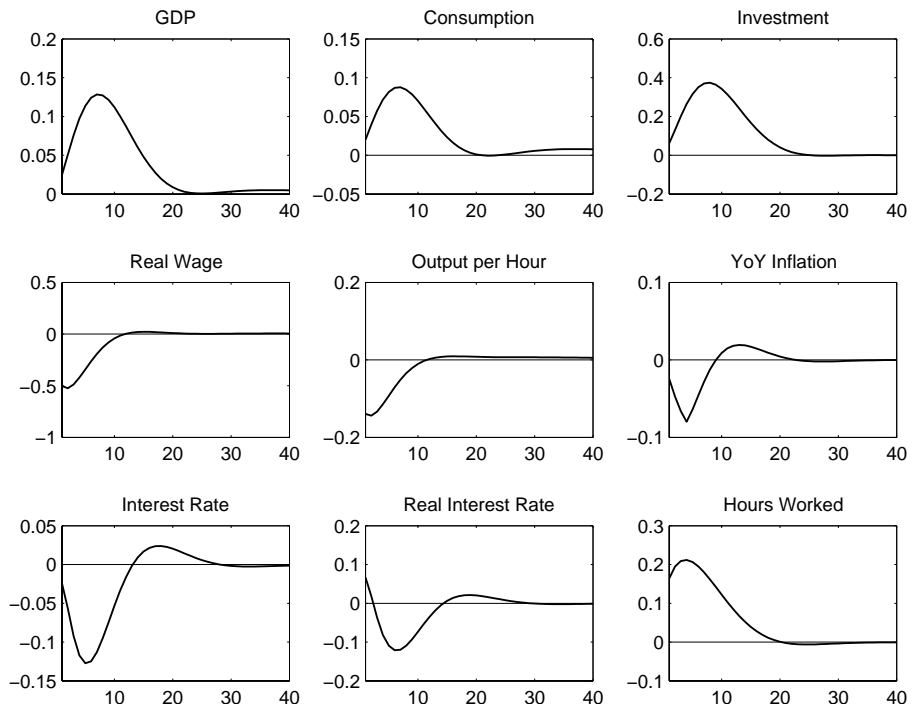 GDP
0.2
0.15
0.1
0.05
0
10 20 30 40
Consumption
0.15
0.1
0.05
0
−0.05
10 20 30 40
Investment
0.6
0.4
0.2
0
−0.2
10 20 30 40
Real Wage
0.5
0
−0.5
−1
10 20 30 40
Output per Hour
0.2
0
−0.2
10 20 30 40
YoY Inflation
0.1
0
−0.1
10 20 30 40
Interest Rate
0.05
0
−0.05
−0.1
−0.15
10 20 30 40
Real Interest Rate
0.2
0.1
0
−0.1
−0.2
10 20 30 40
Hours Worked
0.3
0.2
0.1
0
−0.1
10 20 30 40